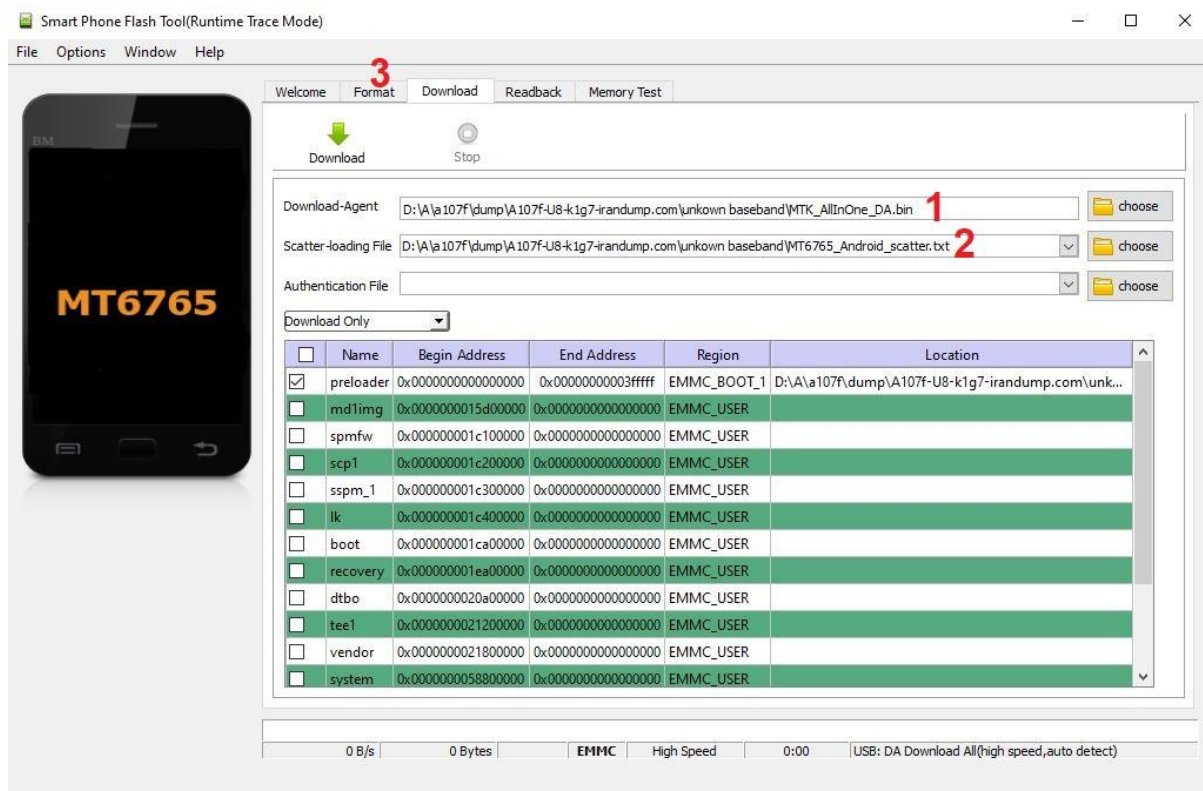 Smart Phone Flash Tool(Runtime Trace Mode)
File Options Window Help
3
Welcome Format Download Readback Memory Test
BM
Download Stop
Download-Agent D:\A\a107f\dump\A107f-U8-k1g7-irandump.com\unkown baseband\MTK_AllInOne_DA.bin 1 choose
Scatter-loading File D:\A\a107f\dump\A107f-U8-k1g7-irandump.com\unkown baseband\MT6765_Android_scatter.txt 2 choose
Authentication File choose
MT6765
Download Only
Name Begin Address End Address Region Location
preloader 0x0000000000000000 0x00000000003fffff EMMC_BOOT_1 D:\A\a107f\dump\A107f-U8-k1g7-irandump.com\unk...
md1img 0x0000000015d00000 0x0000000000000000 EMMC_USER
spmfw 0x000000001c100000 0x0000000000000000 EMMC_USER
scp1 0x000000001c200000 0x0000000000000000 EMMC_USER
sspm_1 0x000000001c300000 0x0000000000000000 EMMC_USER
lk 0x000000001c400000 0x0000000000000000 EMMC_USER
boot 0x000000001ca00000 0x0000000000000000 EMMC_USER
recovery 0x000000001ea00000 0x0000000000000000 EMMC_USER
dtbo 0x0000000020a00000 0x0000000000000000 EMMC_USER
tee1 0x0000000021200000 0x0000000000000000 EMMC_USER
vendor 0x0000000021800000 0x0000000000000000 EMMC_USER
system 0x0000000058800000 0x0000000000000000 EMMC_USER
0 B/s 0 Bytes EMMC High Speed 0:00 USB: DA Download All(high speed,auto detect)